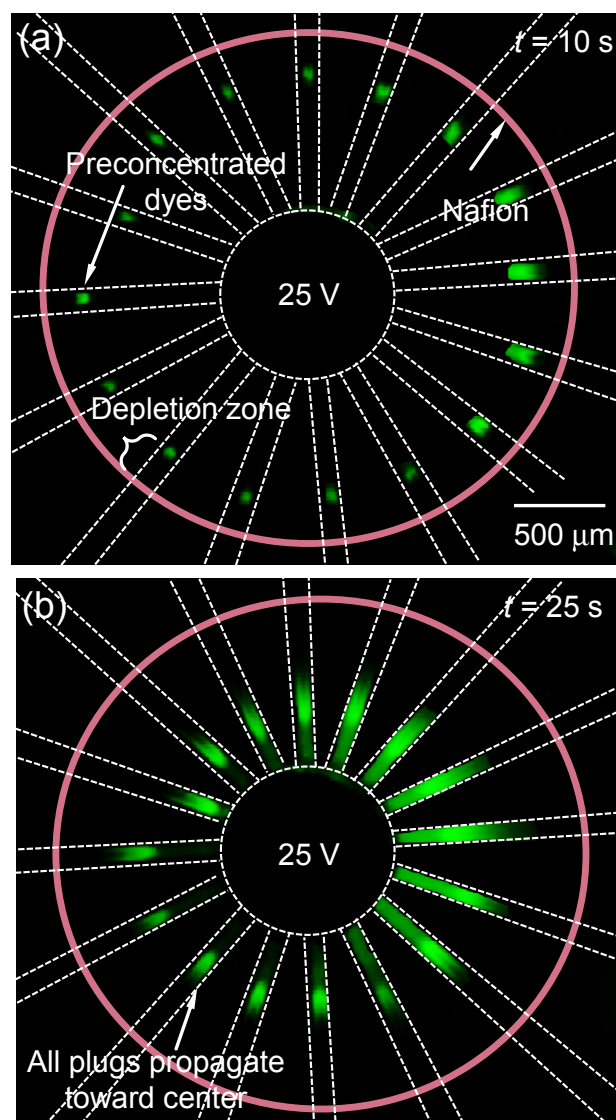 (a)
t = 10 s
Preconcentrated
dyes
Nafion
25 V
Depletion zone
500 μm
(b)
t = 25 s
25 V
All plugs propagate
toward center